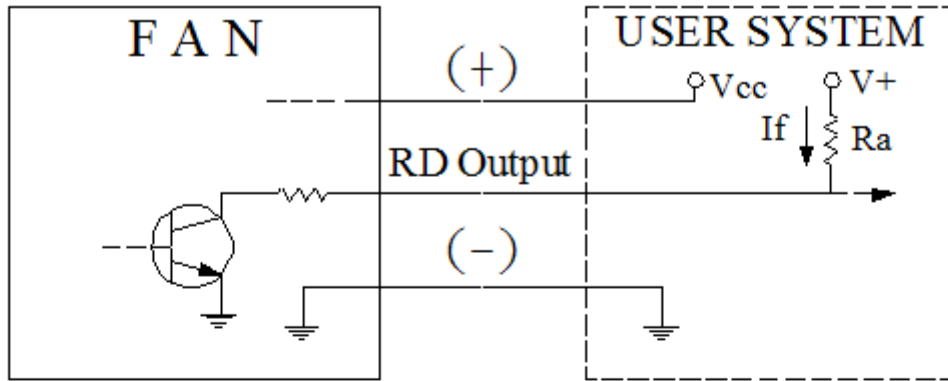 F A N
USER SYSTEM
(+)
Vcc
V+
If
Ra
RD Output
(-)